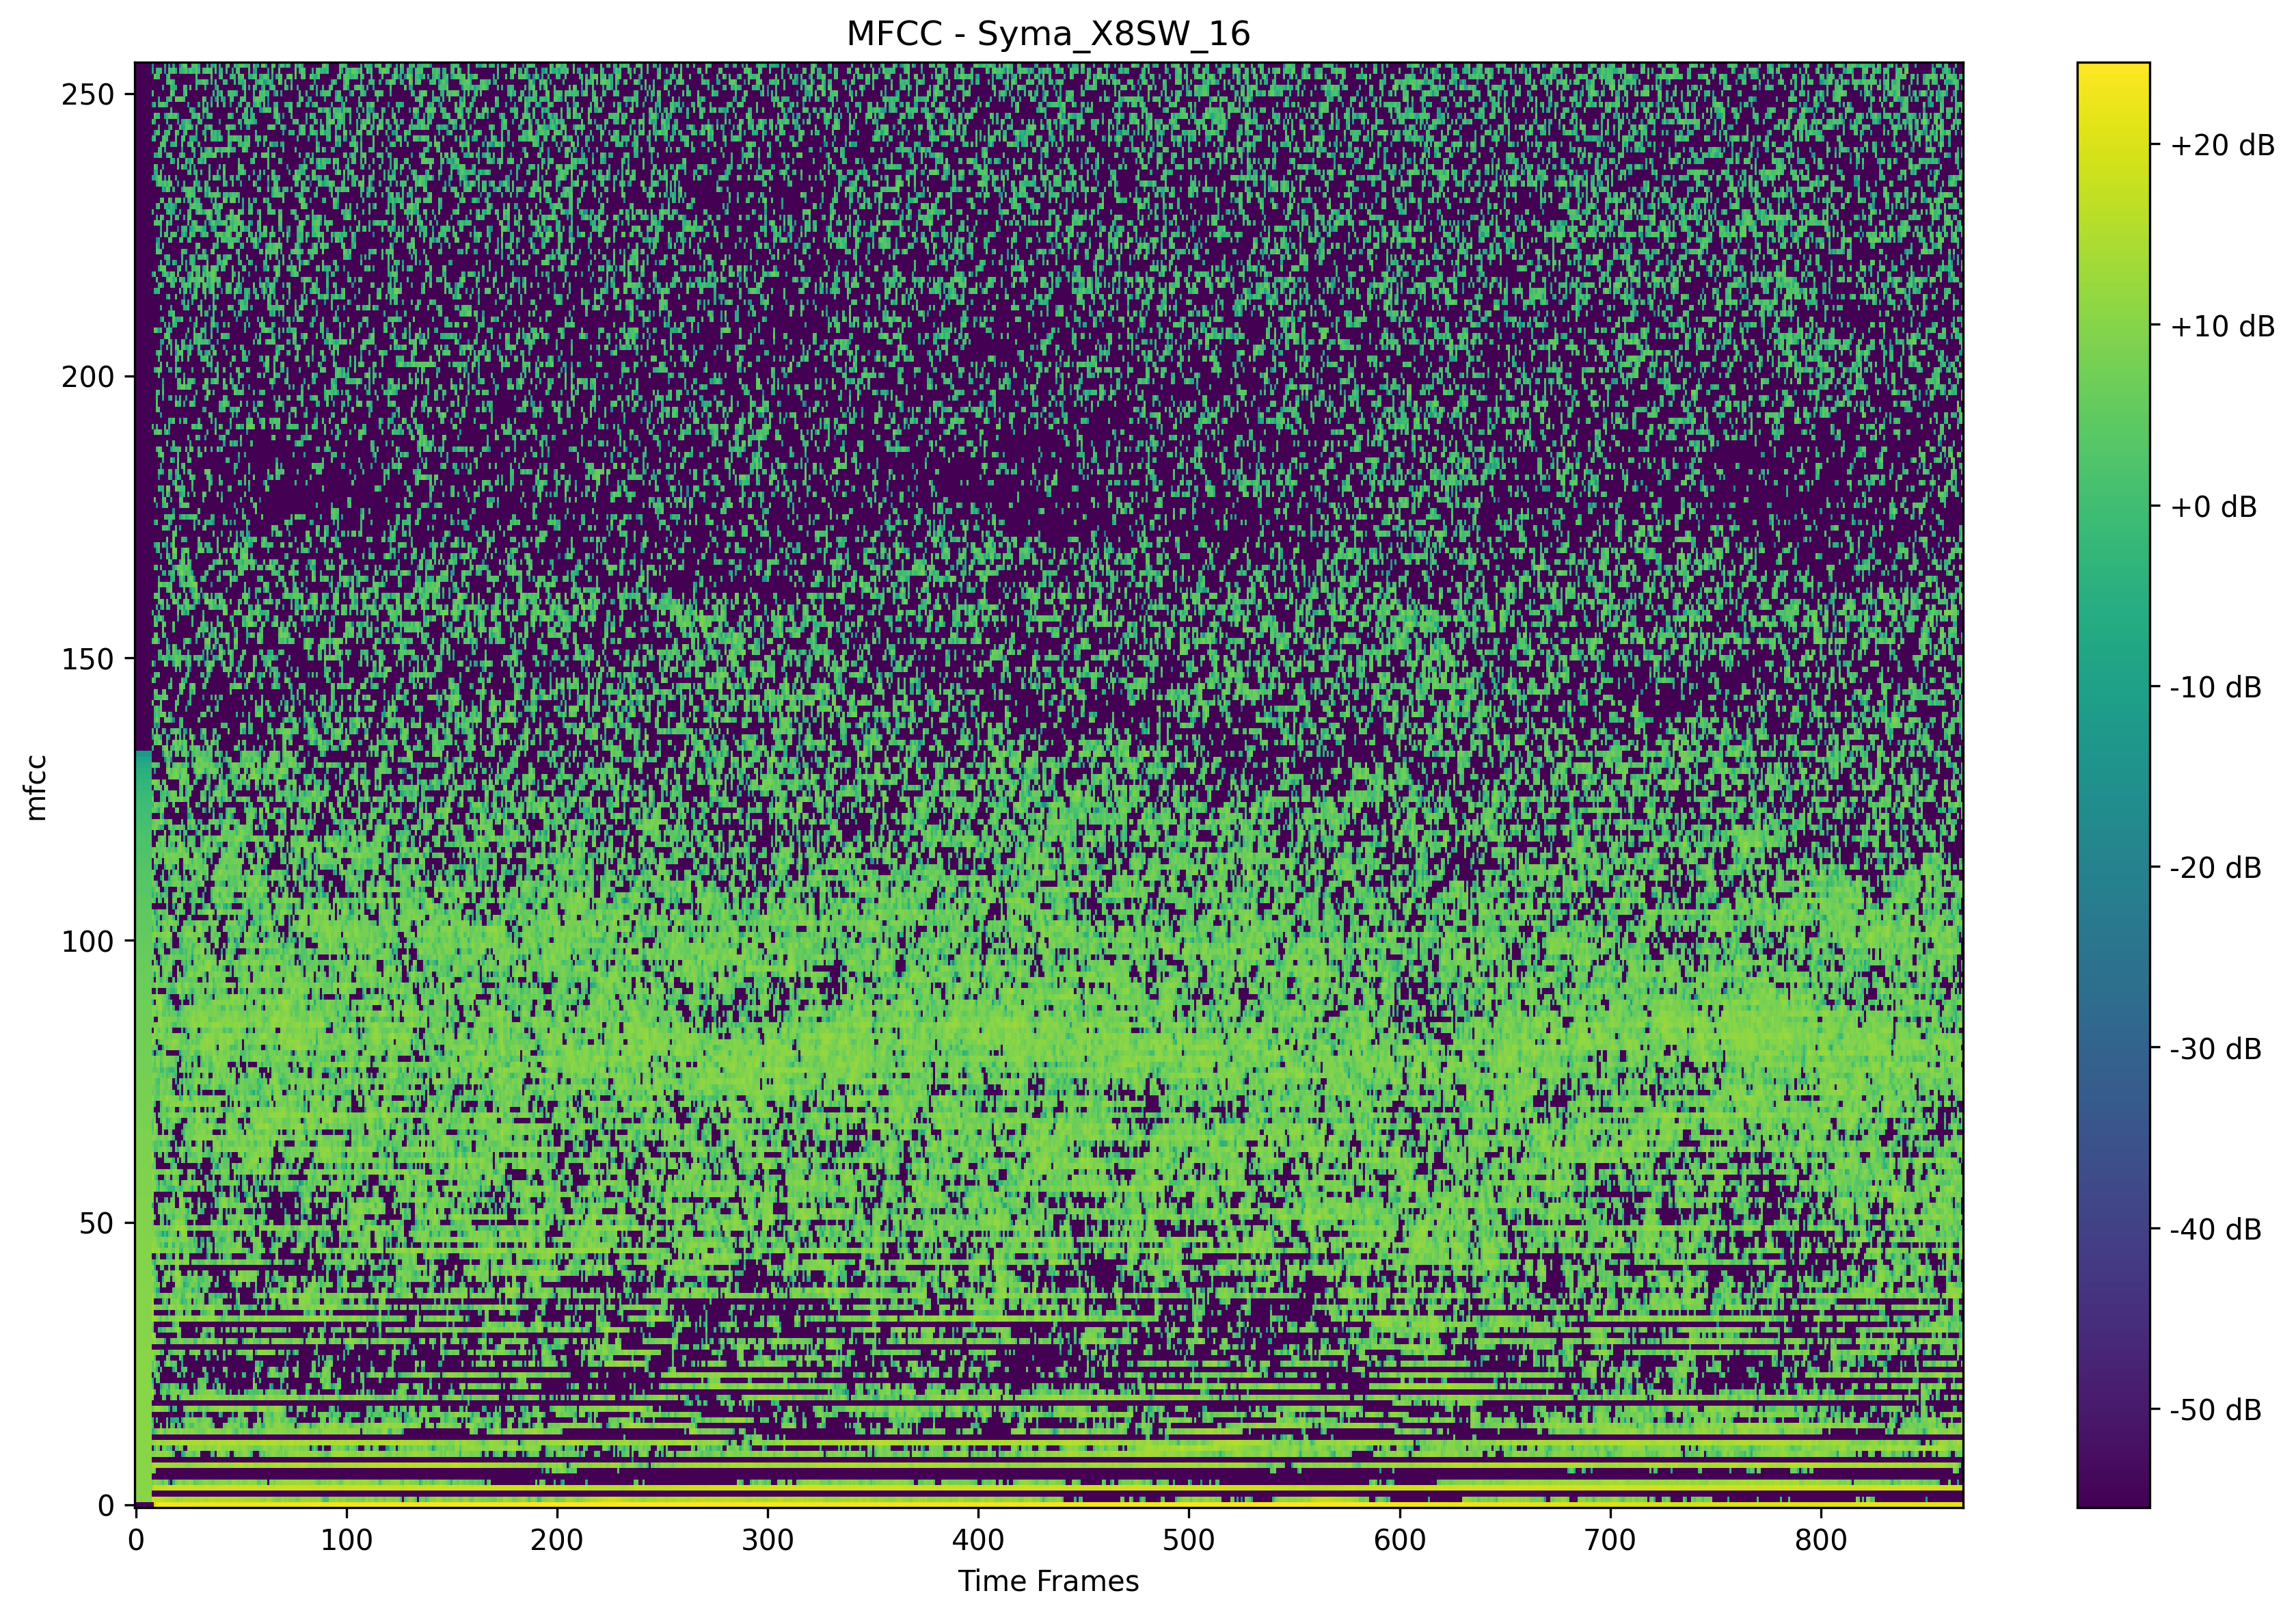 MFCC - Syma_X8SW_16
250
200
150
100
50
0
mfcc
0 100 200 300 400 500 600 700 800
Time Frames
+20 dB
+10 dB
+0 dB
-10 dB
-20 dB
-30 dB
-40 dB
-50 dB